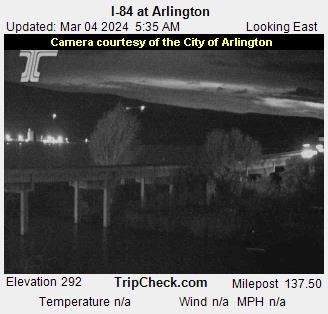 I-84 at Arlington
Updated: Mar 04 2024 5:35 AM Looking East
Camera courtesy of the City of Arlington
Elevation 292 TripCheck.com Milepost 137.50
Temperature n/a Wind n/a MPH n/a